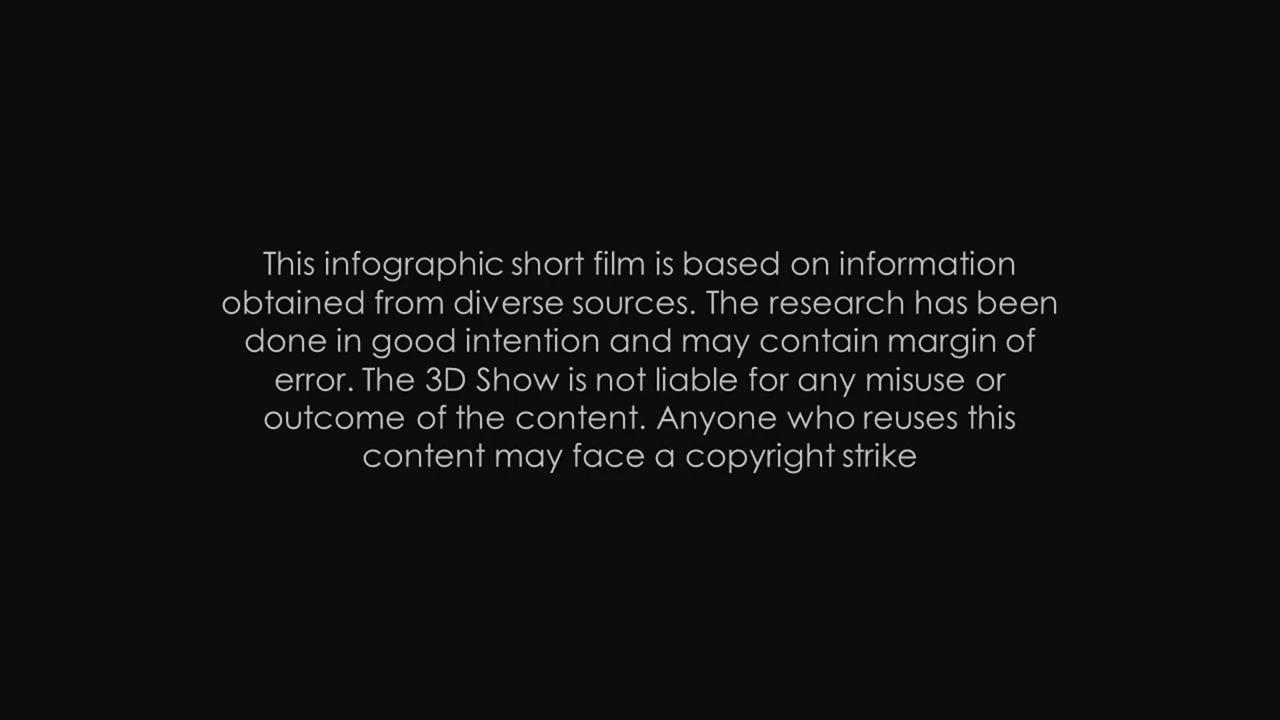 This infographic short film is based on information
obtained from diverse sources. The research has been
done in good intention and may contain margin of
error. The 3D Show is not liable for any misuse or
outcome of the content. Anyone who reuses this
content may face a copyright strike